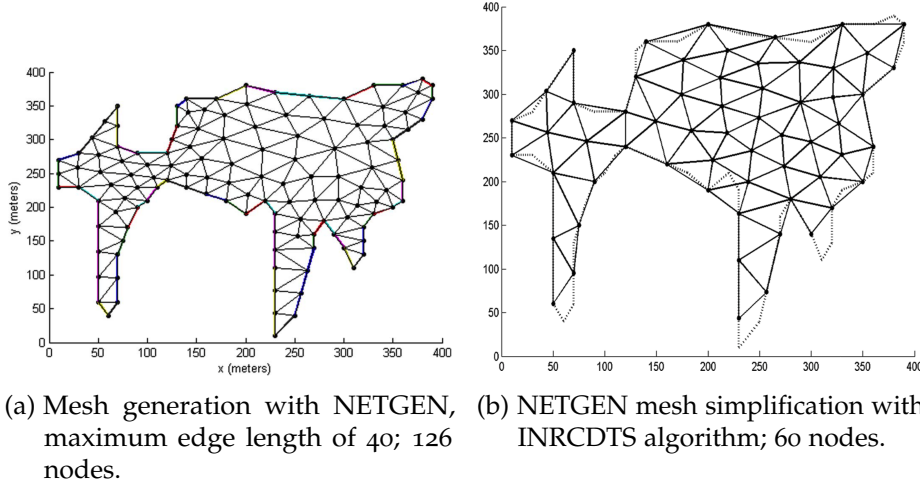 400
350
300
250
200
150
100
50
0
y (meters)
0 50 100 150 200 250 300 350 400
x (meters)
(a) Mesh generation with NETGEN,
maximum edge length of 40; 126
nodes.
400
350
300
250
200
150
100
50
0
0 50 100 150 200 250 300 350 400
(b) NETGEN mesh simplification with
INRCDTS algorithm; 60 nodes.